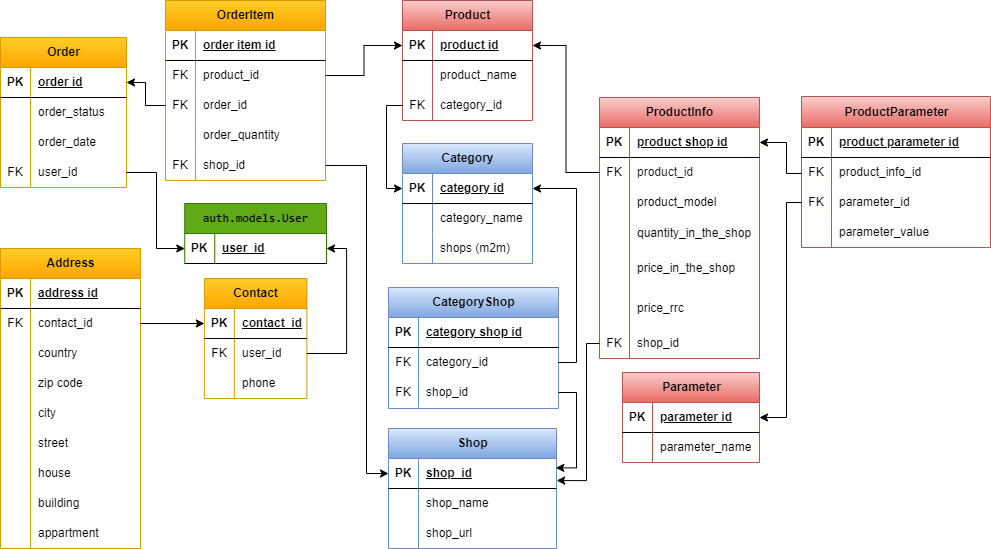 Order
PK order id
order_status
order_date
FK user_id
OrderItem
PK order item id
FK product_id
FK order_id
order_quantity
FK shop_id
Product
PK product id
product_name
FK category_id
ProductInfo
PK product shop id
FK product_id
product_model
quantity_in_the_shop
price_in_the_shop
price_rrc
FK shop_id
ProductParameter
PK product parameter id
FK product_info_id
FK parameter_id
parameter_value
Category
PK category id
category_name
shops (m2m)
auth.models.User
PK user_id
Address
PK address id
FK contact_id
country
zip code
city
street
house
building
appartment
Contact
PK contact_id
FK user_id
phone
CategoryShop
PK category shop id
FK category_id
FK shop_id
Parameter
PK parameter id
parameter_name
Shop
PK shop_id
shop_name
shop_url